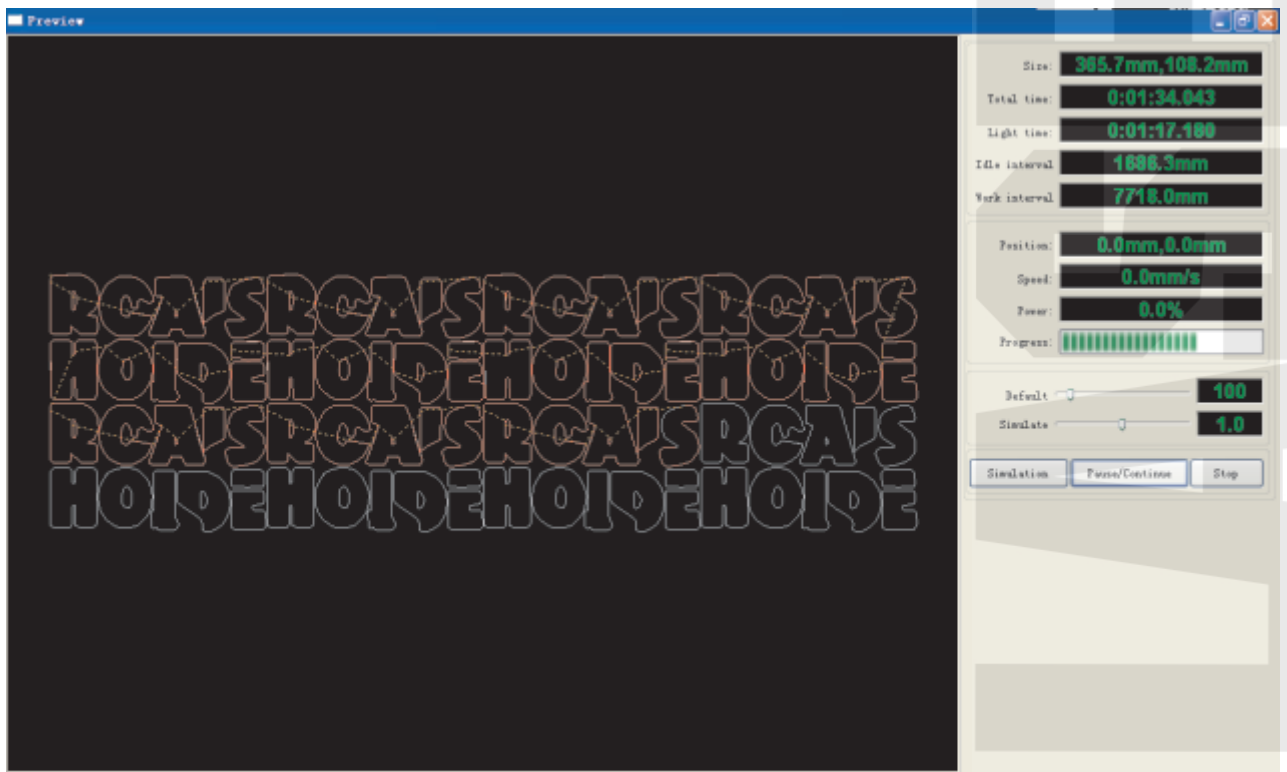 Preview
Size: 365.7mm,108.2mm
Total time: 0:01:34.043
Light time: 0:01:17.180
Idle interval 1686.3mm
Work interval 7718.0mm
Position: 0.0mm,0.0mm
Speed: 0.0mm/s
Power: 0.0%
Progress:
Default 100
Simulate 1.0
Simulation Pause/Continue Stop
RCA'SRCA'SRCA'SRCA'S
HOIDEHOIDEHOIDEHOIDE
RCA'SRCA'SRCA'SRCA'S
HOIDEHOIDEHOIDEHOIDE